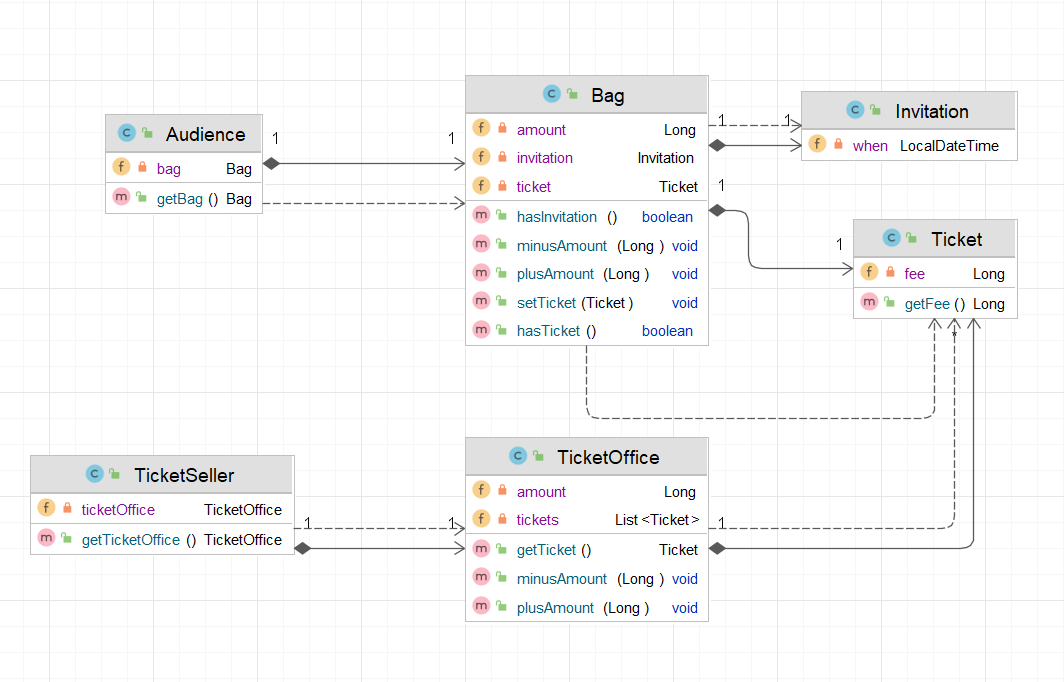 C Audience
f bag Bag
m getBag () Bag
1
1
C Bag
f amount Long
f invitation Invitation
f ticket Ticket
m hasInvitation () boolean
m minusAmount (Long ) void
m plusAmount (Long ) void
m setTicket (Ticket ) void
m hasTicket () boolean
1
1
C Invitation
f when LocalDateTime
1
1
C Ticket
f fee Long
m getFee () Long
*
C TicketSeller
f ticketOffice TicketOffice
m getTicketOffice () TicketOffice
1
1
C TicketOffice
f amount Long
f tickets List <Ticket>
m getTicket () Ticket
m minusAmount (Long ) void
m plusAmount (Long ) void
1